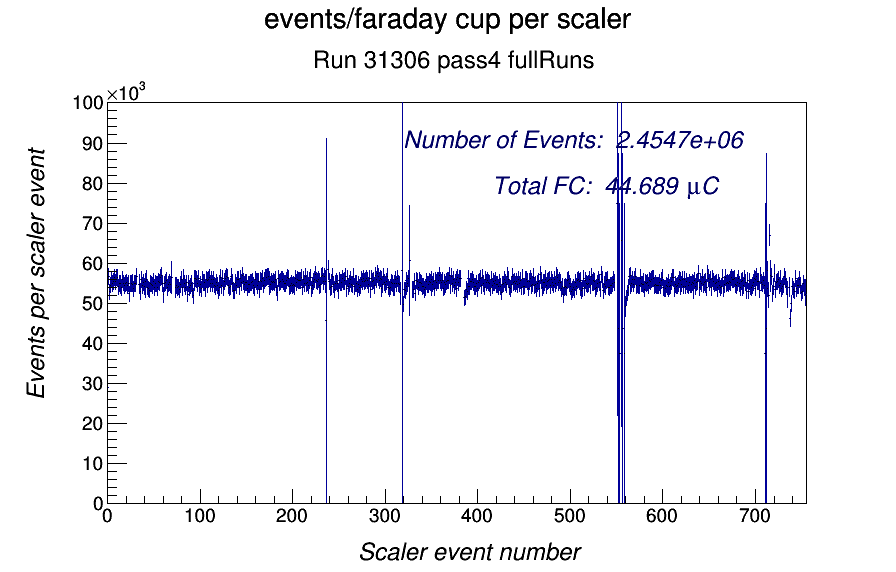 events/faraday cup per scaler
Run 31306 pass4 fullRuns
×10³
100
90
80
70
60
50
40
30
20
10
0
Events per scaler event
Number of Events: 2.4547e+06
Total FC: 44.689 μC
0 100 200 300 400 500 600 700
Scaler event number